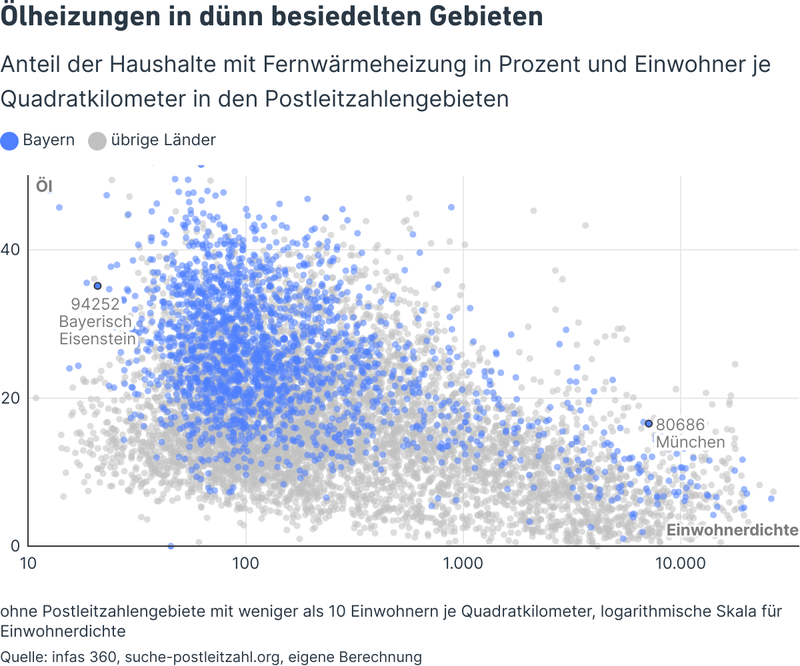 Ölheizungen in dünn besiedelten Gebieten
Anteil der Haushalte mit Fernwärmeheizung in Prozent und Einwohner je
Quadratkilometer in den Postleitzahlengebieten
Bayern übrige Länder
Öl
40
94252
Bayerisch
Eisenstein
20
80686
München
Einwohnerdichte
0
10 100 1.000 10.000
ohne Postleitzahlengebiete mit weniger als 10 Einwohnern je Quadratkilometer, logarithmische Skala für
Einwohnerdichte
Quelle: infas 360, suche-postleitzahl.org, eigene Berechnung